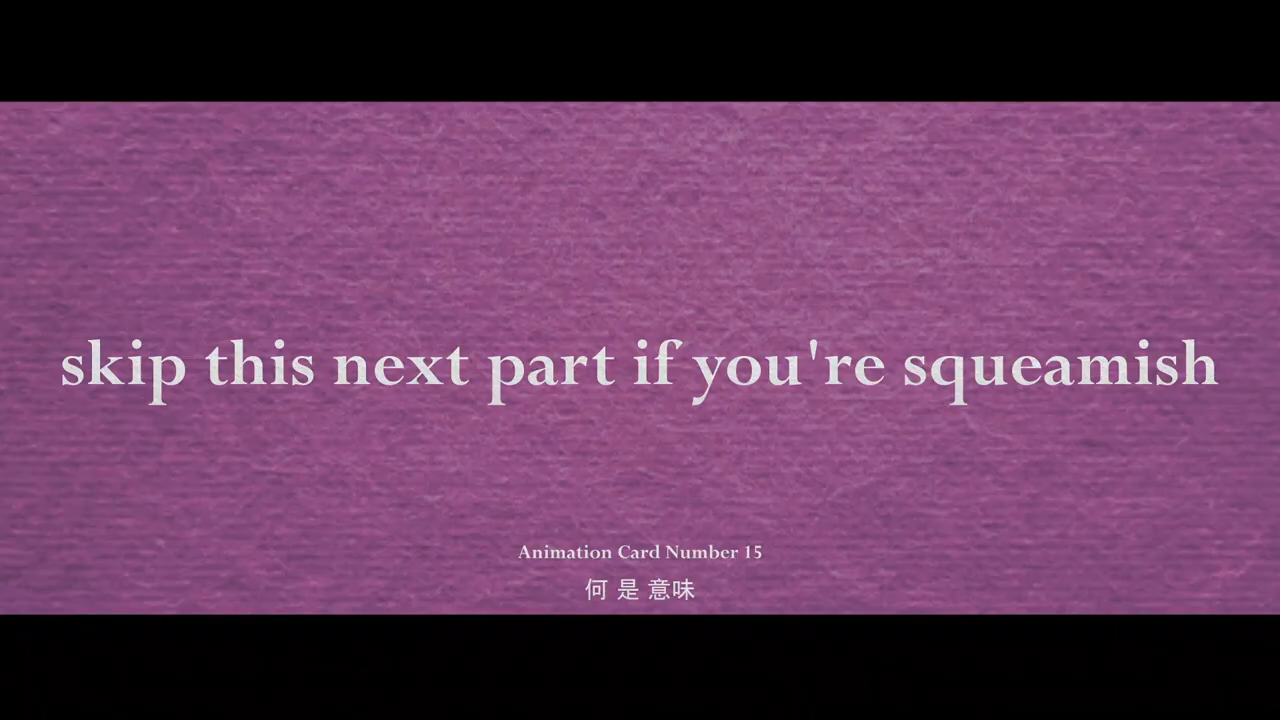 skip this next part if you're squeamish
Animation Card Number 15
何 是 意味